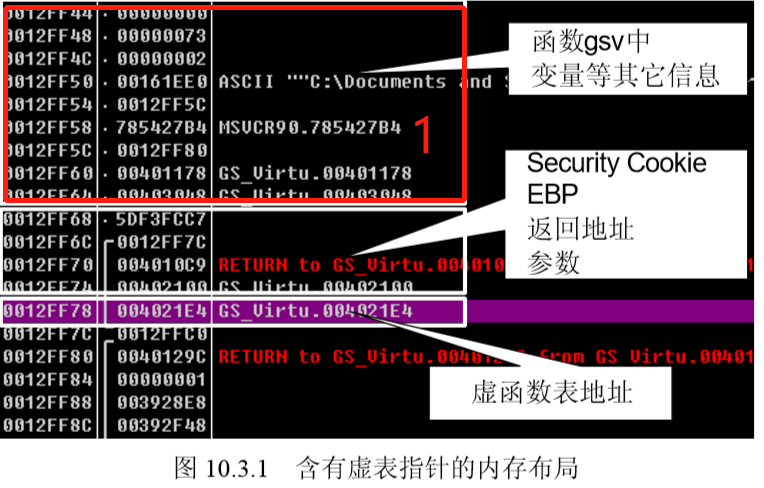 0012FF44 · 00000000
0012FF48 · 00000073
0012FF4C · 00000002
0012FF50 · 00161EE0 ASCII ""C:\Documents and S
0012FF54 · 0012FF5C
0012FF58 · 785427B4 MSVCR90.785427B4
0012FF5C · 0012FF80
0012FF60 · 00401178 GS_Virtu.00401178
0012FF64 · 00403048 GS_Virtu.00403048
1
函数gsv中
变量等其它信息
0012FF68 · 5DF3FCC7
0012FF6C 0012FF7C
0012FF70 004010C9 RETURN to GS_Virtu.004010
0012FF74 00402100 GS_Virtu.00402100
Security Cookie
EBP
返回地址
参数
0012FF78 004021E4 GS_Virtu.004021E4
0012FF7C 0012FFC0
0012FF80 0040129C RETURN to GS_Virtu.00401 from GS_Virtu.00401
0012FF84 00000001
0012FF88 003928E8
0012FF8C 00392F48
虚函数表地址
图 10.3.1 含有虚表指针的内存布局